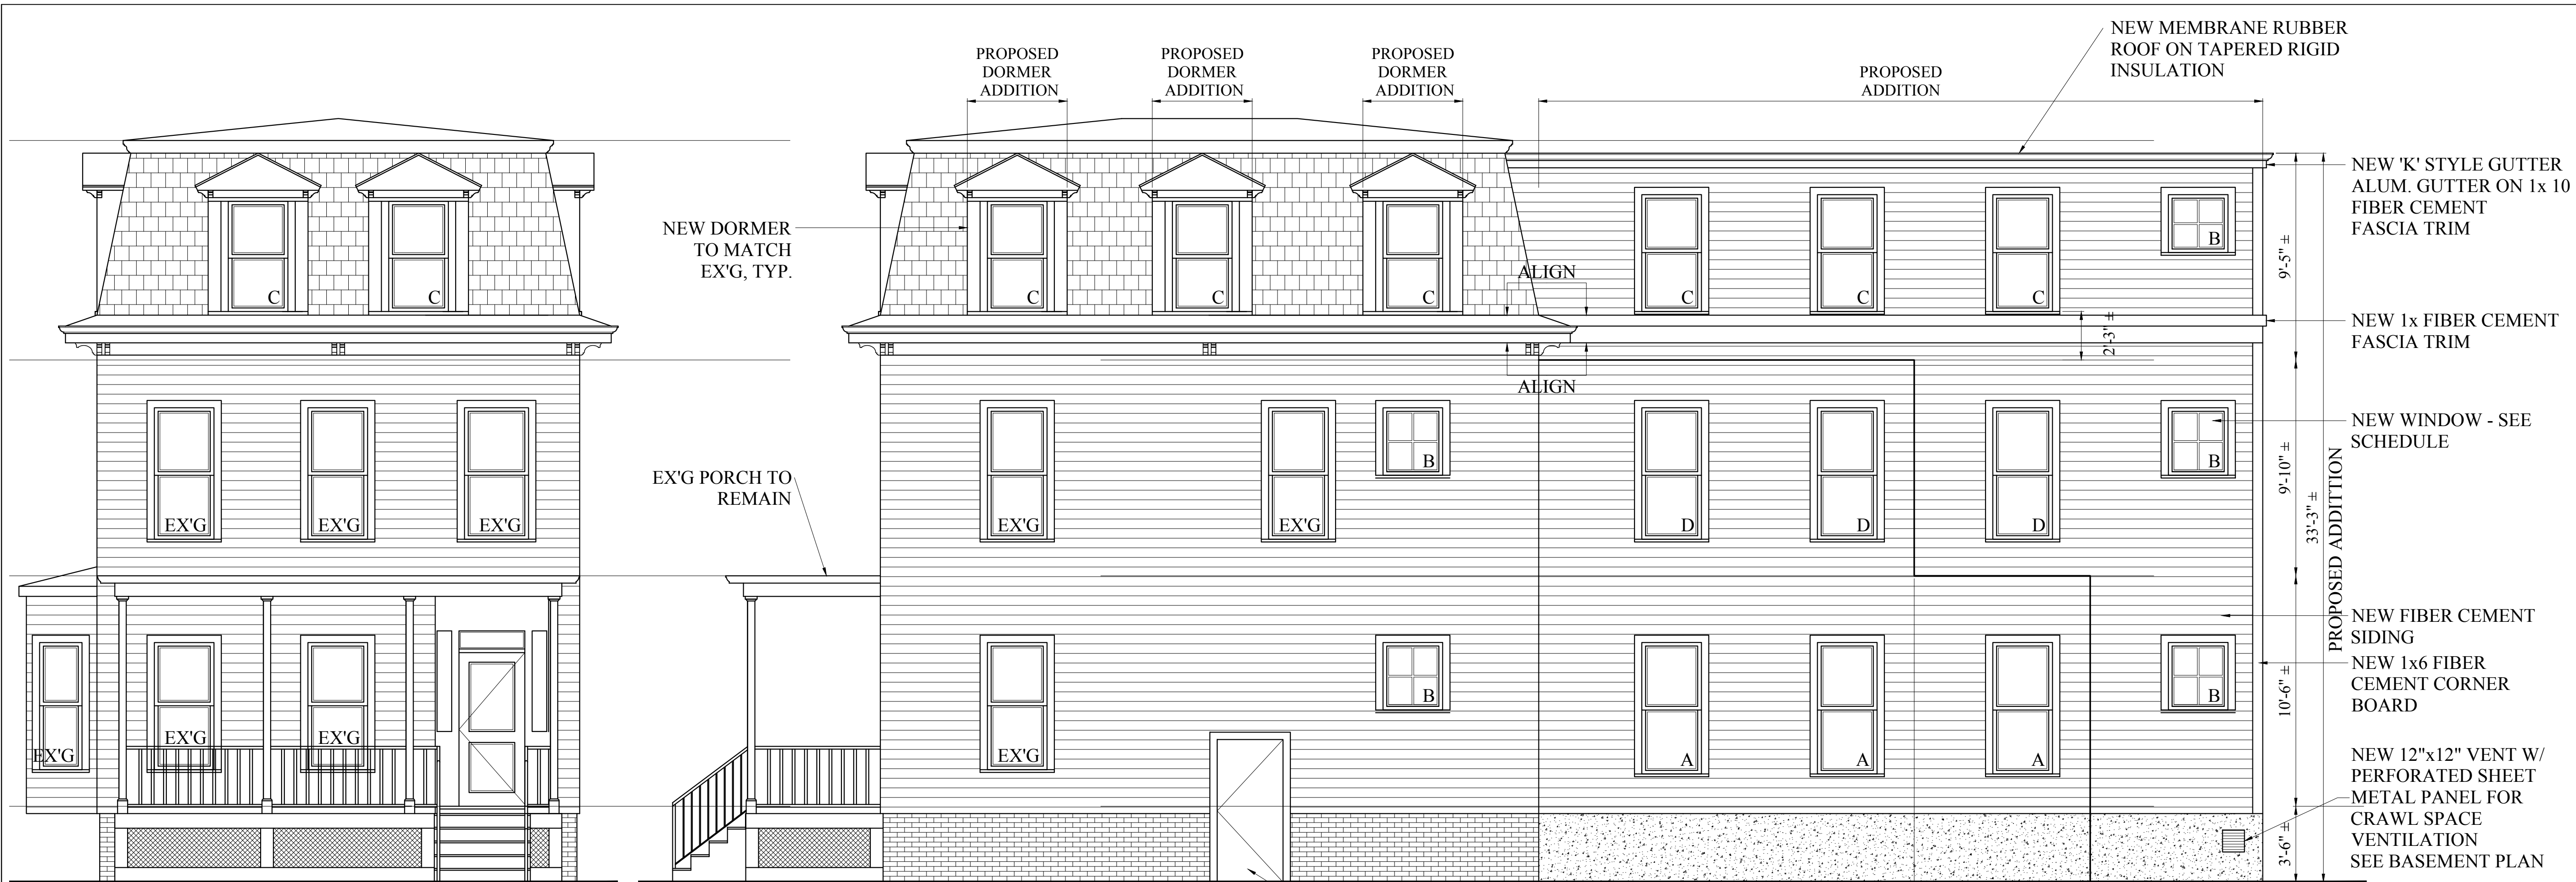 NEW MEMBRANE RUBBER
ROOF ON TAPERED RIGID
INSULATION
PROPOSED
DORMER
ADDITION
PROPOSED
DORMER
ADDITION
PROPOSED
DORMER
ADDITION
PROPOSED
ADDITION
NEW 'K' STYLE GUTTER
ALUM. GUTTER ON 1x 10
FIBER CEMENT
FASCIA TRIM
NEW DORMER
TO MATCH
EX'G, TYP.
C
C
C
C
C
C
C
C
B
ALIGN
ALIGN
9'-5" ±
2'-3" ±
NEW 1x FIBER CEMENT
FASCIA TRIM
NEW WINDOW - SEE
SCHEDULE
EX'G PORCH TO
REMAIN
EX'G
EX'G
EX'G
EX'G
EX'G
B
D
D
D
B
9'-10" ±
33'-3" ±
PROPOSED ADDITTION
NEW FIBER CEMENT
SIDING
NEW 1x6 FIBER
CEMENT CORNER
BOARD
EX'G
EX'G
EX'G
EX'G
B
A
A
A
B
10'-6" ±
NEW 12"x12" VENT W/
PERFORATED SHEET
METAL PANEL FOR
CRAWL SPACE
VENTILATION
SEE BASEMENT PLAN
3'-6" ±